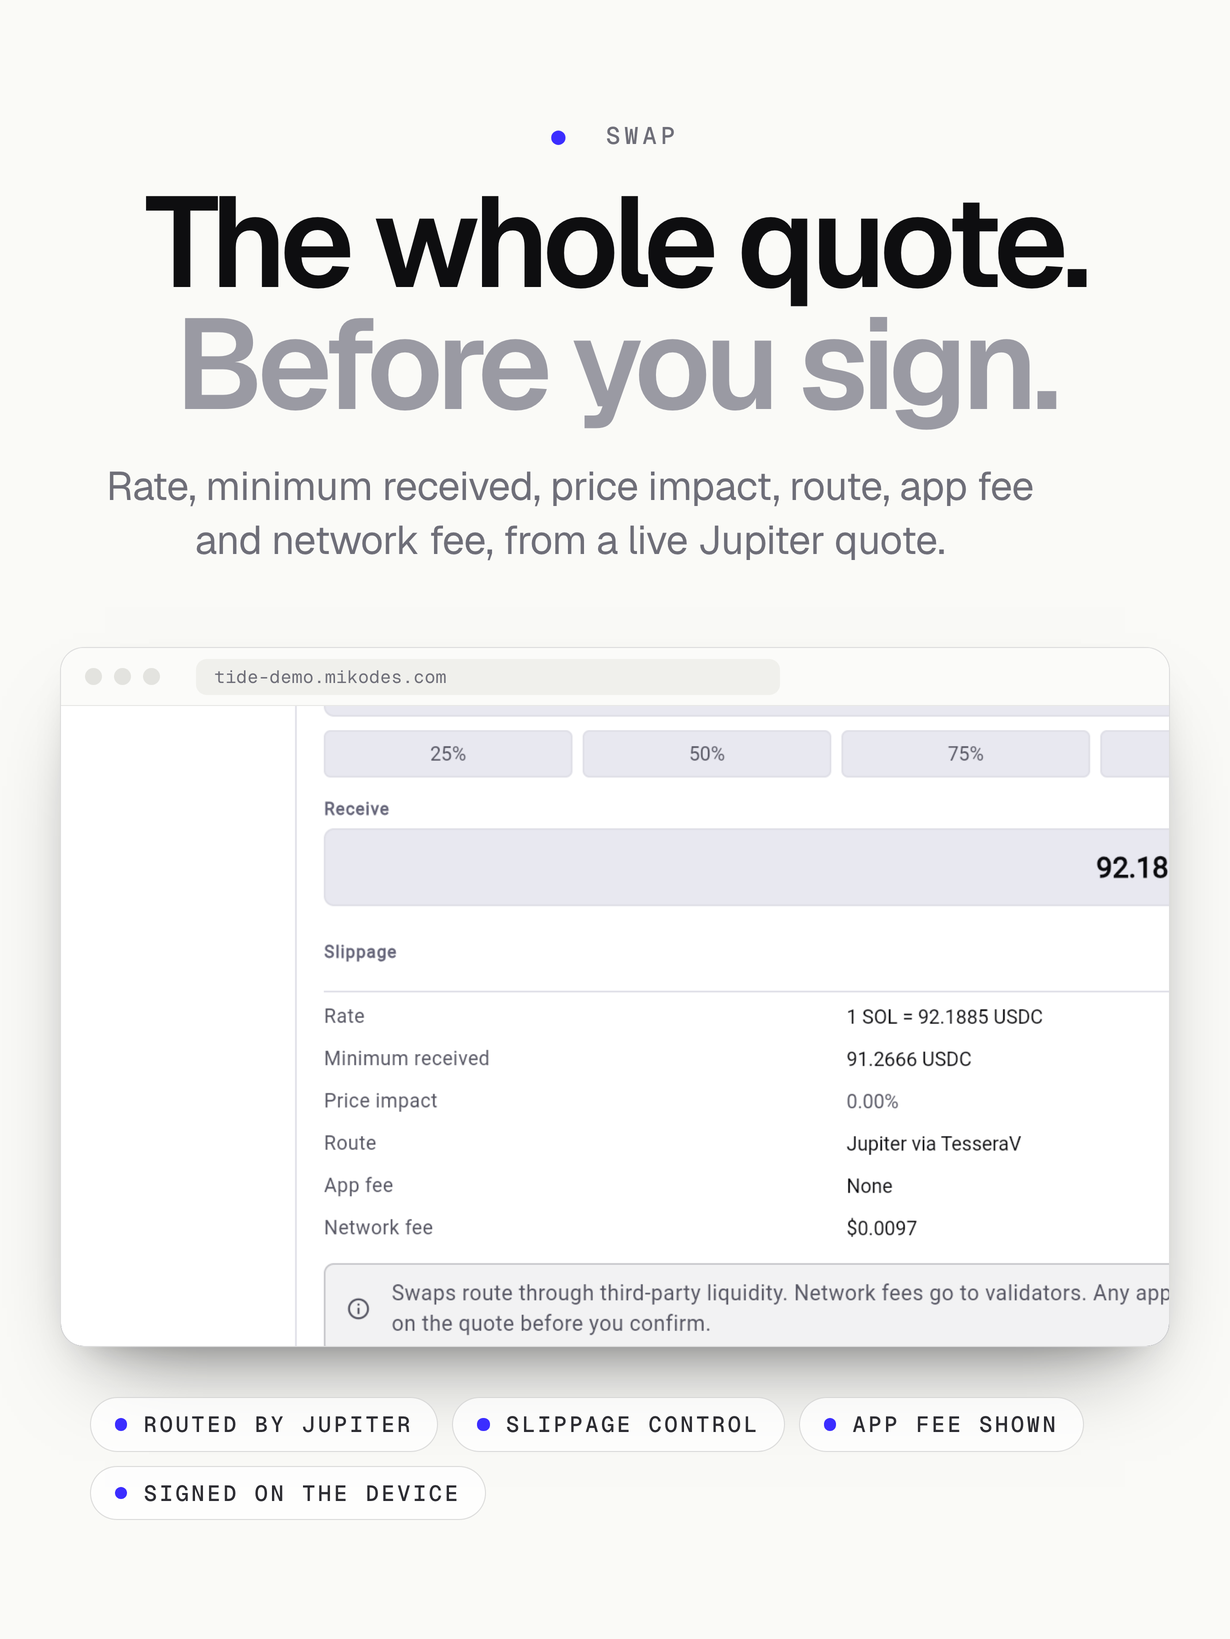 SWAP
The whole quote.
Before you sign.
Rate, minimum received, price impact, route, app fee
and network fee, from a live Jupiter quote.
tide-demo.mikodes.com
25%
50%
75%
Receive
92.18
Slippage
Rate
1 SOL = 92.1885 USDC
Minimum received
91.2666 USDC
Price impact
0.00%
Route
Jupiter via TesseraV
App fee
None
Network fee
$0.0097
Swaps route through third-party liquidity. Network fees go to validators. Any app
on the quote before you confirm.
ROUTED BY JUPITER
SLIPPAGE CONTROL
APP FEE SHOWN
SIGNED ON THE DEVICE